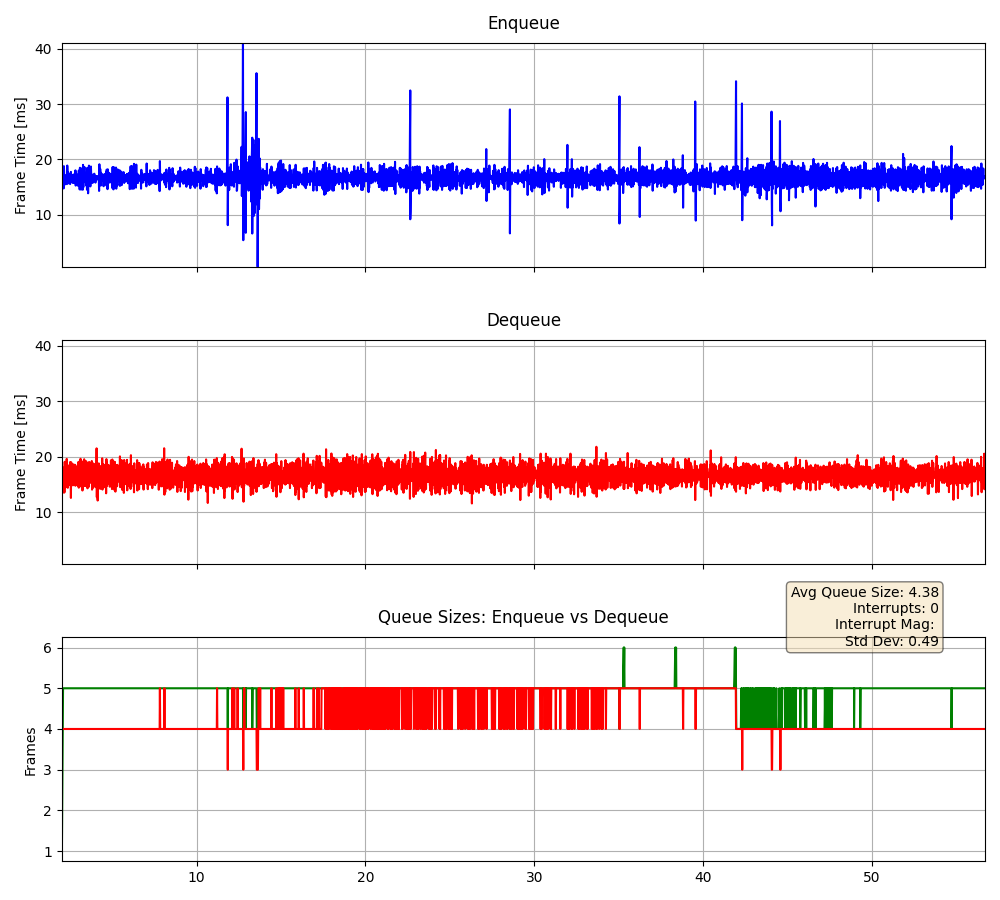 Enqueue
Frame Time [ms]
40
30
20
10
Dequeue
Frame Time [ms]
40
30
20
10
Avg Queue Size: 4.38
Interrupts: 0
Interrupt Mag:
Std Dev: 0.49
Queue Sizes: Enqueue vs Dequeue
Frames
6
5
4
3
2
1
10 20 30 40 50